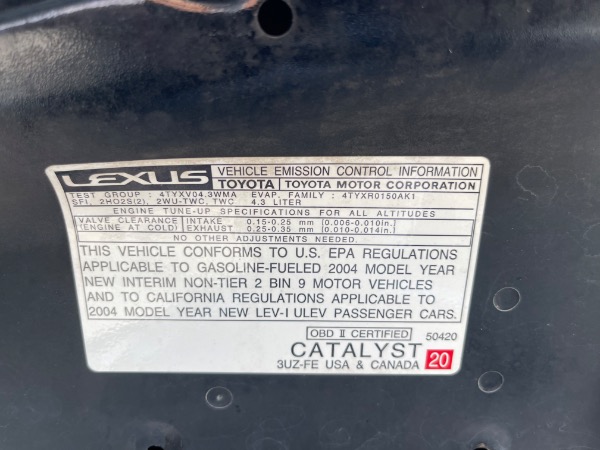 LEXUS VEHICLE EMISSION CONTROL INFORMATION
TOYOTA TOYOTA MOTOR CORPORATION
TEST GROUP : 4TYXV04.3WMA EVAP. FAMILY : 4TYXR0150AK1
SFI, 2HO2S(2), 2WU-TWC, TWC 4.3 LITER
ENGINE TUNE-UP SPECIFICATIONS FOR ALL ALTITUDES
VALVE CLEARANCE INTAKE 0.15-0.25 mm [0.006-0.010in.]
[ENGINE AT COLD] EXHAUST 0.25-0.35 mm [0.010-0.014in.]
NO OTHER ADJUSTMENTS NEEDED.
THIS VEHICLE CONFORMS TO U.S. EPA REGULATIONS
APPLICABLE TO GASOLINE-FUELED 2004 MODEL YEAR
NEW INTERIM NON-TIER 2 BIN 9 MOTOR VEHICLES
AND TO CALIFORNIA REGULATIONS APPLICABLE TO
2004 MODEL YEAR NEW LEV-I ULEV PASSENGER CARS.
OBD II CERTIFIED 50420
CATALYST 20
3UZ-FE USA & CANADA